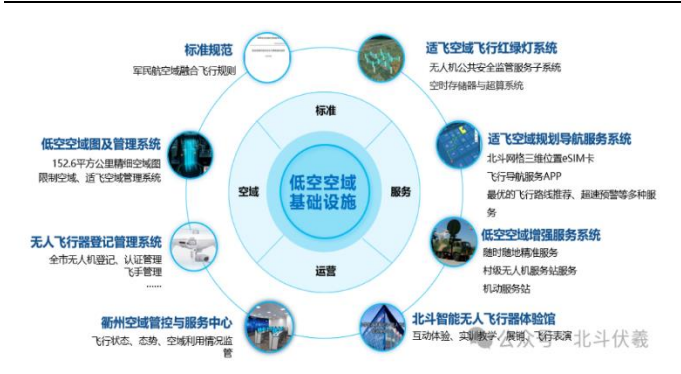 标准规范
军民航空域融合飞行规则
适飞空域飞行红绿灯系统
无人机公共安全监管服务子系统
空时存储器与超算系统
低空空域图及管理系统
152.6平方公里精细空域图
限制空域、适飞空域管理系统
适飞空域规划导航服务系统
北斗网格三维位置eSIM卡
飞行导航服务APP
最优的飞行路线推荐、超速预警等多种服
务
标准
空域
低空空域
基础设施
服务
运营
无人飞行器登记管理系统
全市无人机登记、认证管理
飞手管理
......
低空空域增强服务系统
随时随地精准服务
村级无人机服务站服务
机动服务站
衢州空域管控与服务中心
飞行状态、态势、空域利用情况监
管
北斗智能无人飞行器体验馆
互动体验、实训教学、展销、飞行表演
公众号·北斗伏羲